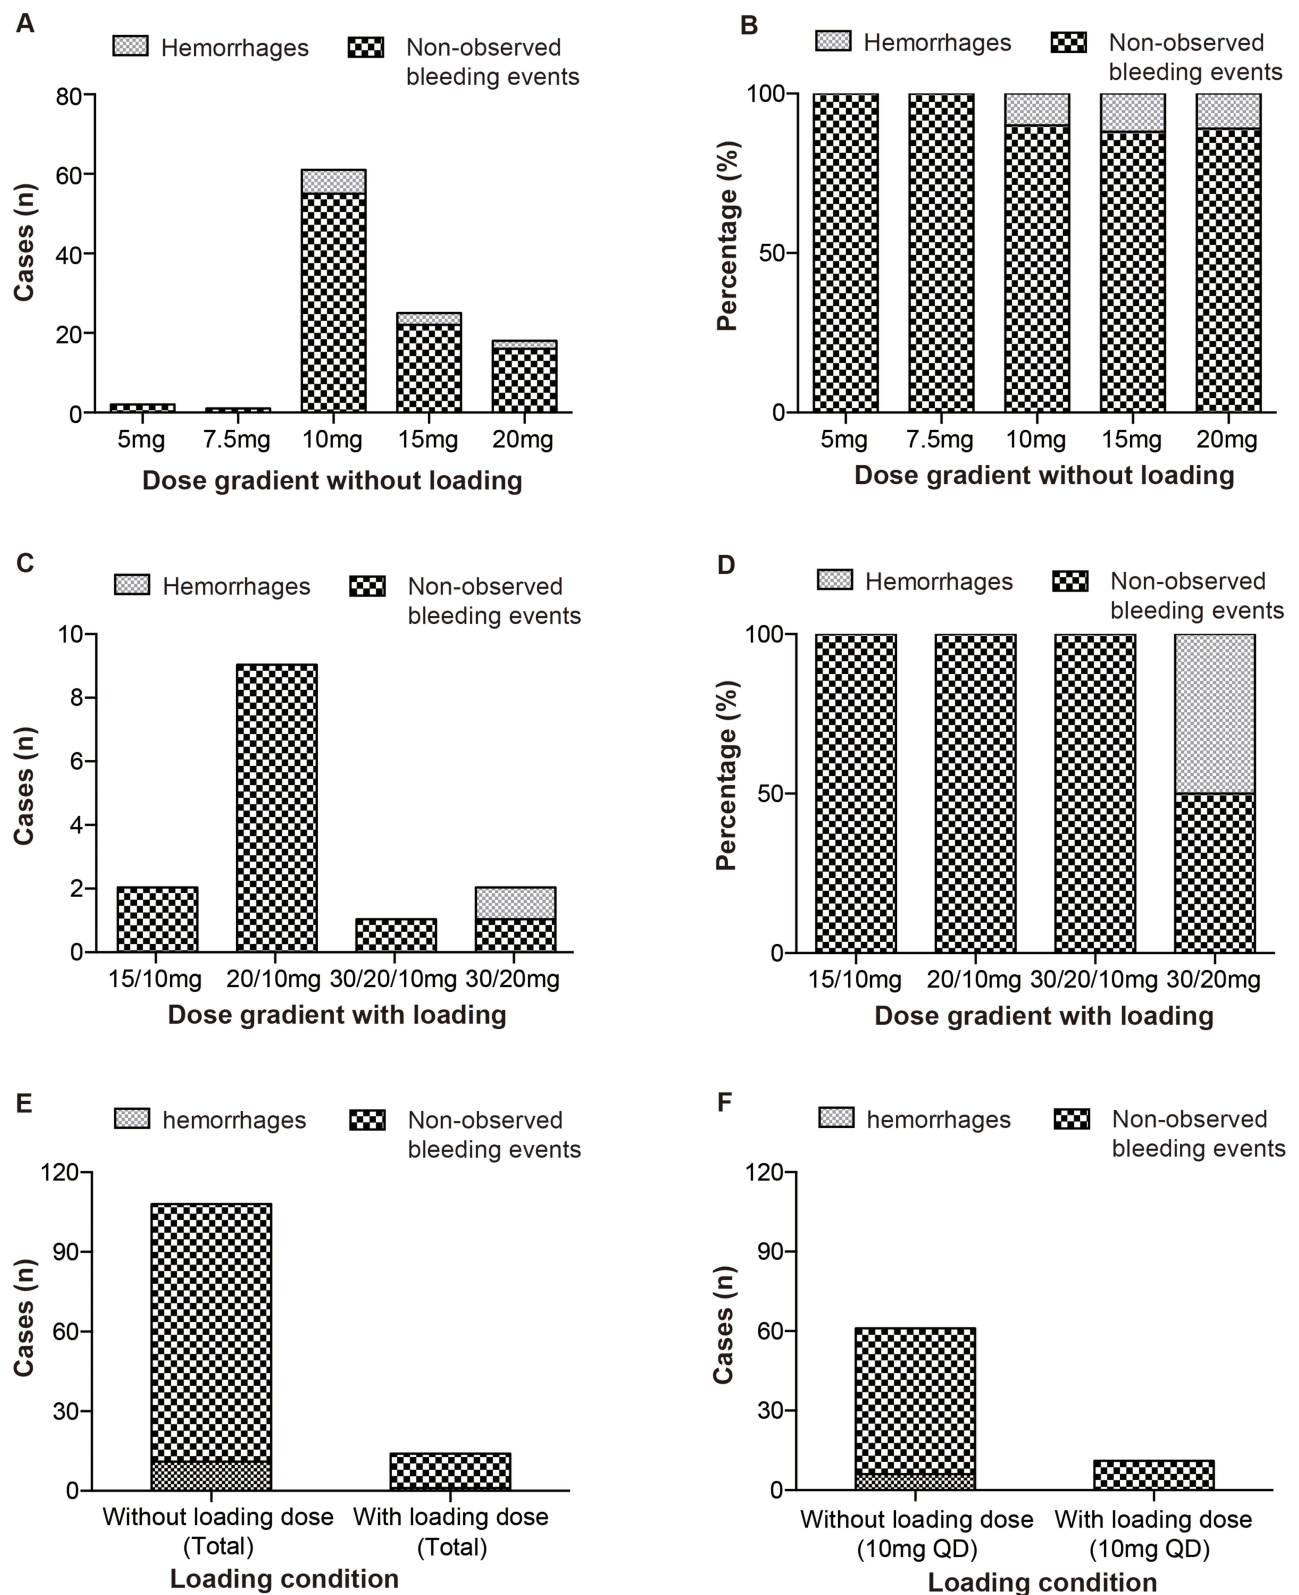 A
Hemorrhages
Non-observed
bleeding events
80
60
40
20
0
Cases (n)
5mg 7.5mg 10mg 15mg 20mg
Dose gradient without loading
B
Hemorrhages
Non-observed
bleeding events
100
50
0
Percentage (%)
5mg 7.5mg 10mg 15mg 20mg
Dose gradient without loading
C
Hemorrhages
Non-observed
bleeding events
10
8
6
4
2
0
Cases (n)
15/10mg 20/10mg 30/20/10mg 30/20mg
Dose gradient with loading
D
Hemorrhages
Non-observed
bleeding events
100
50
0
Percentage (%)
15/10mg 20/10mg 30/20/10mg 30/20mg
Dose gradient with loading
E
hemorrhages
Non-observed
bleeding events
120
90
60
30
0
Cases (n)
Without loading dose
(Total)
With loading dose
(Total)
Loading condition
F
hemorrhages
Non-observed
bleeding events
120
90
60
30
0
Cases (n)
Without loading dose
(10mg QD)
With loading dose
(10mg QD)
Loading condition